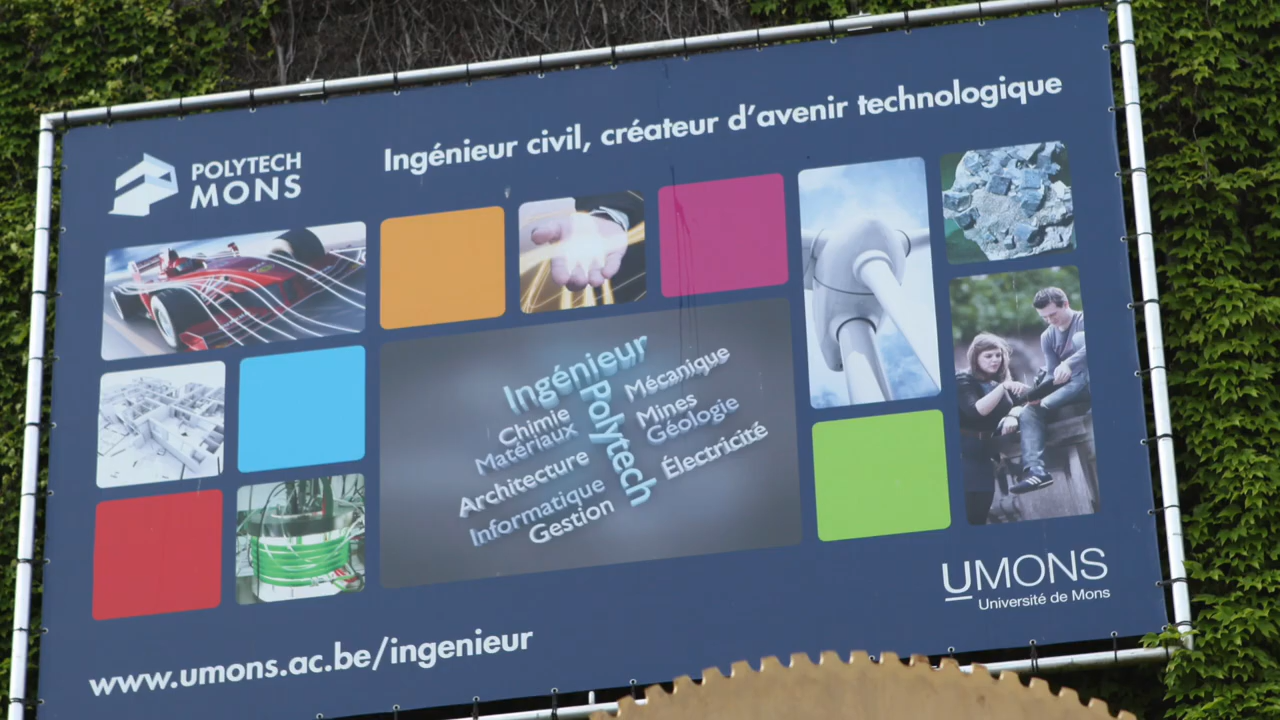 Ingénieur civil, créateur d'avenir technologique
POLYTECH
MONS
Ingénieur
Polytech
Chimie
Matériaux
Architecture
Informatique
Gestion
Mécanique
Mines
Géologie
Électricité
UMONS
Université de Mons
www.umons.ac.be/ingenieur